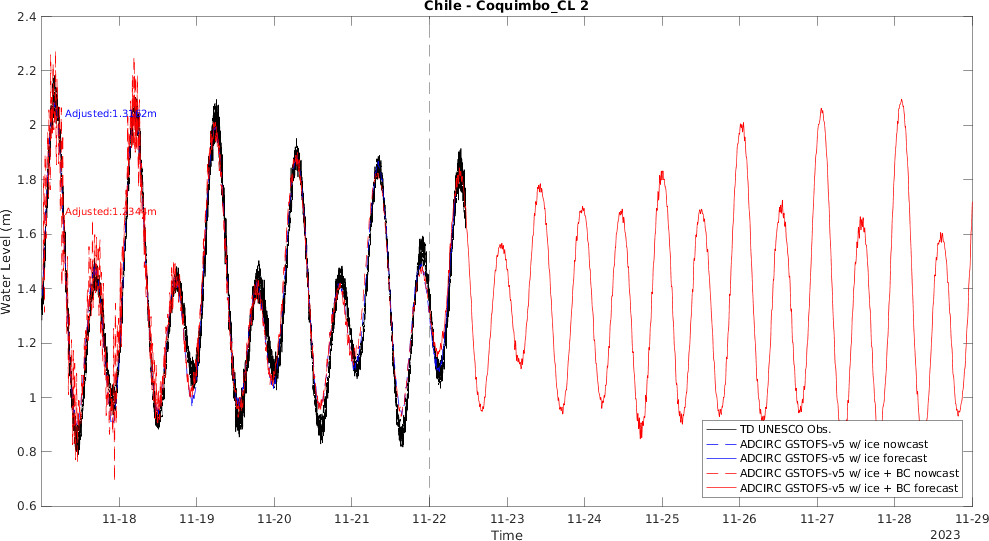 Chile - Coquimbo_CL 2
2.4
2.2
2
1.8
1.6
1.4
1.2
1
0.8
0.6
Water Level (m)
Adjusted:1.3262m
Adjusted:1.2344m
11-18
11-19
11-20
11-21
11-22
11-23
11-24
11-25
11-26
11-27
11-28
11-29
Time
2023
TD UNESCO Obs.
ADCIRC GSTOFS-v5 w/ ice nowcast
ADCIRC GSTOFS-v5 w/ ice forecast
ADCIRC GSTOFS-v5 w/ ice + BC nowcast
ADCIRC GSTOFS-v5 w/ ice + BC forecast